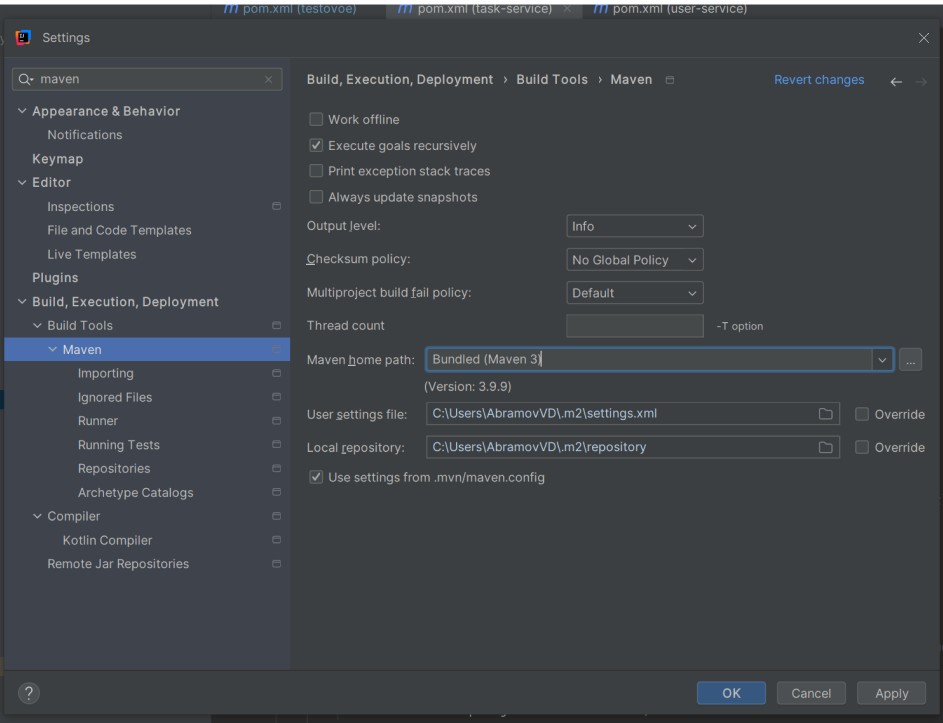 pom.xml (testovoe)
pom.xml (task-service)
pom.xml (user-service)
Settings
maven
Appearance & Behavior
Notifications
Keymap
Editor
Inspections
File and Code Templates
Live Templates
Plugins
Build, Execution, Deployment
Build Tools
Maven
Importing
Ignored Files
Runner
Running Tests
Repositories
Archetype Catalogs
Compiler
Kotlin Compiler
Remote Jar Repositories
Build, Execution, Deployment › Build Tools › Maven
Revert changes
Work offline
Execute goals recursively
Print exception stack traces
Always update snapshots
Output level: Info
Checksum policy: No Global Policy
Multiproject build fail policy: Default
Thread count -T option
Maven home path: Bundled (Maven 3) ...
(Version: 3.9.9)
User settings file: C:\Users\AbramovVD\.m2\settings.xml Override
Local repository: C:\Users\AbramovVD\.m2\repository Override
Use settings from .mvn/maven.config
? OK Cancel Apply